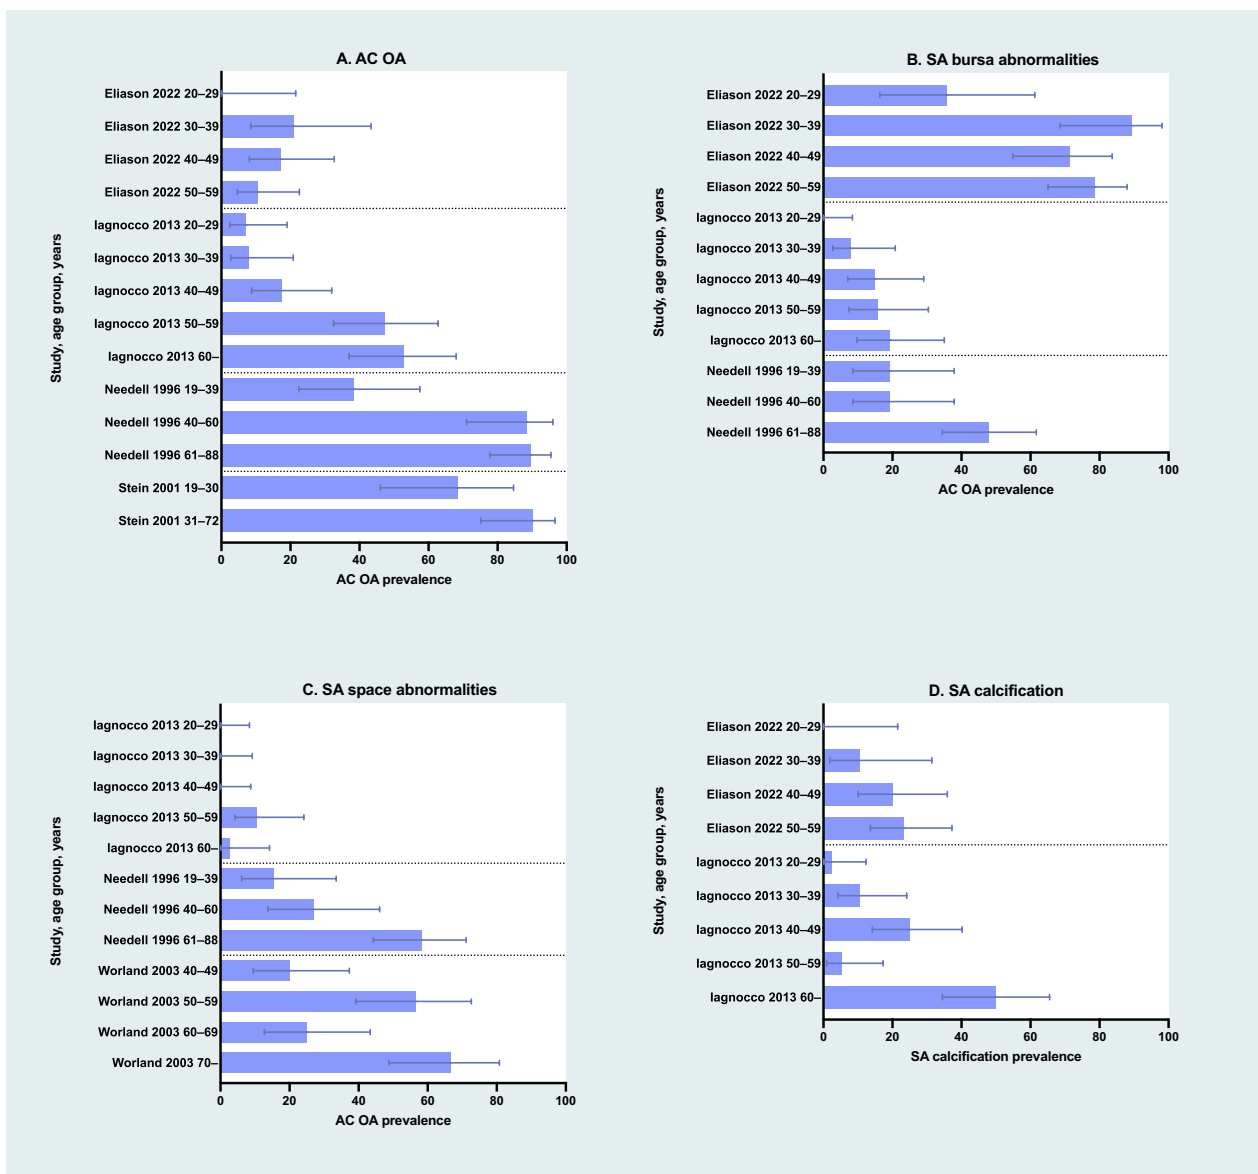 A. AC OA
Study, age group, years
Eliason 2022 20–29
Eliason 2022 30–39
Eliason 2022 40–49
Eliason 2022 50–59
Iagnocco 2013 20–29
Iagnocco 2013 30–39
Iagnocco 2013 40–49
Iagnocco 2013 50–59
Iagnocco 2013 60–
Needell 1996 19–39
Needell 1996 40–60
Needell 1996 61–88
Stein 2001 19–30
Stein 2001 31–72
0 20 40 60 80 100
AC OA prevalence
B. SA bursa abnormalities
Study, age group, years
Eliason 2022 20–29
Eliason 2022 30–39
Eliason 2022 40–49
Eliason 2022 50–59
Iagnocco 2013 20–29
Iagnocco 2013 30–39
Iagnocco 2013 40–49
Iagnocco 2013 50–59
Iagnocco 2013 60–
Needell 1996 19–39
Needell 1996 40–60
Needell 1996 61–88
0 20 40 60 80 100
AC OA prevalence
C. SA space abnormalities
Study, age group, years
Iagnocco 2013 20–29
Iagnocco 2013 30–39
Iagnocco 2013 40–49
Iagnocco 2013 50–59
Iagnocco 2013 60–
Needell 1996 19–39
Needell 1996 40–60
Needell 1996 61–88
Worland 2003 40–49
Worland 2003 50–59
Worland 2003 60–69
Worland 2003 70–
0 20 40 60 80 100
AC OA prevalence
D. SA calcification
Study, age group, years
Eliason 2022 20–29
Eliason 2022 30–39
Eliason 2022 40–49
Eliason 2022 50–59
Iagnocco 2013 20–29
Iagnocco 2013 30–39
Iagnocco 2013 40–49
Iagnocco 2013 50–59
Iagnocco 2013 60–
0 20 40 60 80 100
SA calcification prevalence